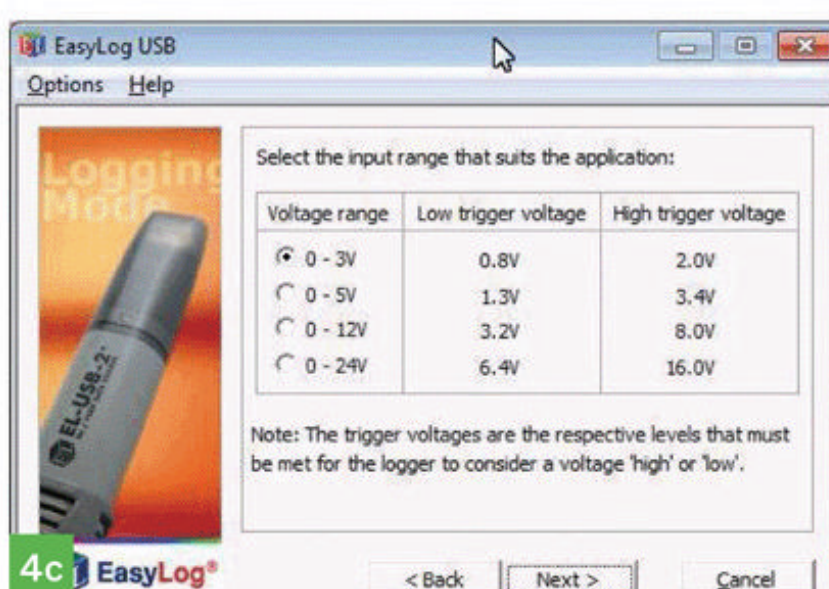 EasyLog USB
Options Help
Logging
Mode
Select the input range that suits the application:
Voltage range Low trigger voltage High trigger voltage
0 - 3V 0.8V 2.0V
0 - 5V 1.3V 3.4V
0 - 12V 3.2V 8.0V
0 - 24V 6.4V 16.0V
Note: The trigger voltages are the respective levels that must
be met for the logger to consider a voltage 'high' or 'low'.
EL-USB-2
4c EasyLog®
< Back Next > Cancel